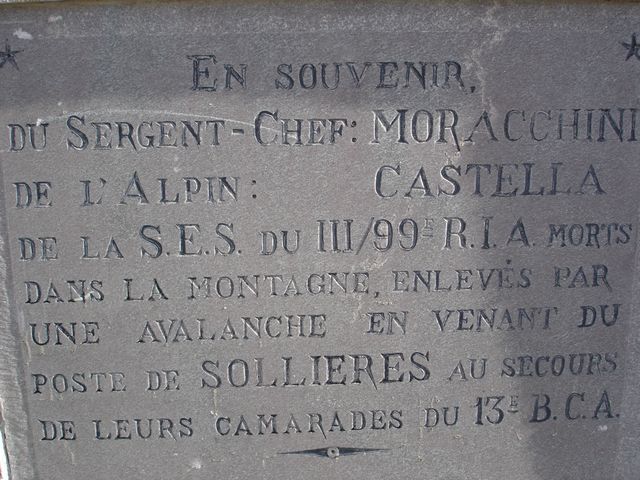 En souvenir,
du Sergent-Chef: MORACCHINI
de l'Alpin: CASTELLA
de la S.E.S. du III/99E R.I.A. morts
dans la montagne, enlevés par
une avalanche en venant du
poste de SOLLIERES au secours
de leurs camarades du 13E B.C.A.